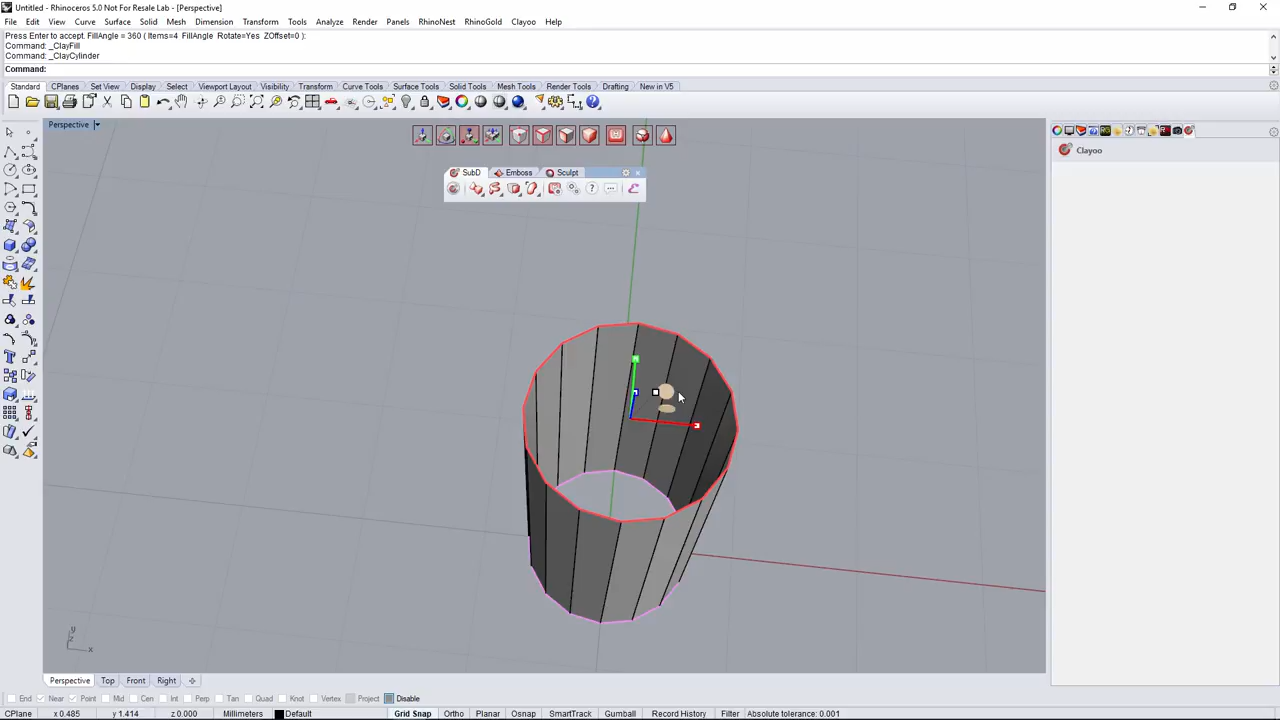 Untitled - Rhinoceros 5.0 Not For Resale Lab - [Perspective]
File Edit View Curve Surface Solid Mesh Dimension Transform Tools Analyze Render Panels RhinoNest RhinoGold Clayoo Help
Press Enter to accept. FillAngle = 360 ( Items=4 FillAngle Rotate=Yes ZOffset=0 ):
Command: _ClayFill
Command: _ClayCylinder
Command:
Standard CPlanes Set View Display Select Viewport Layout Visibility Transform Curve Tools Surface Tools Solid Tools Mesh Tools Render Tools Drafting New in V5
Perspective
Clayoo
SubD Emboss Sculpt
y
z
x
Perspective Top Front Right
End Near Point Mid Cen Int Perp Tan Quad Knot Vertex Project Disable
CPlane x 0.485 y 1.414 z 0.000 Millimeters Default Grid Snap Ortho Planar Osnap SmartTrack Gumball Record History Filter Absolute tolerance: 0.001